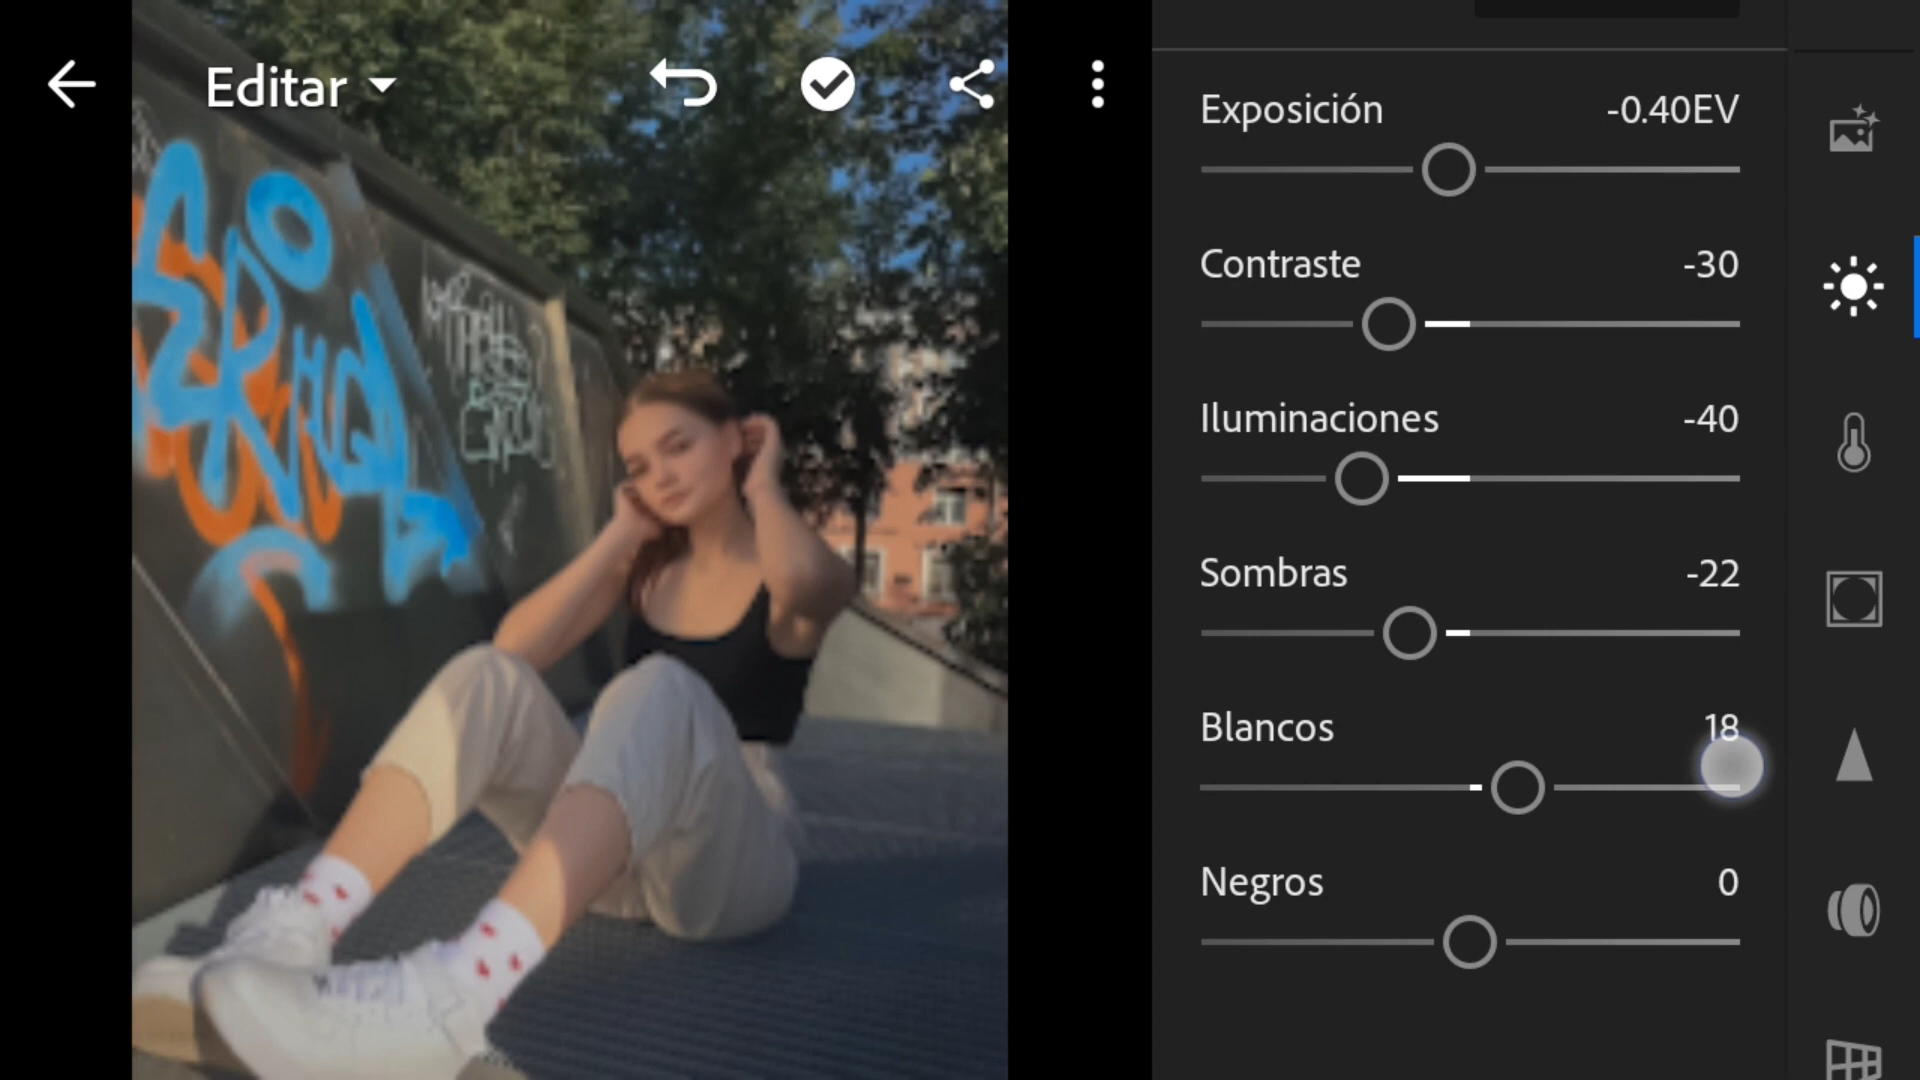 Editar
Exposición -0.40EV
Contraste -30
Iluminaciones -40
Sombras -22
Blancos 18
Negros 0